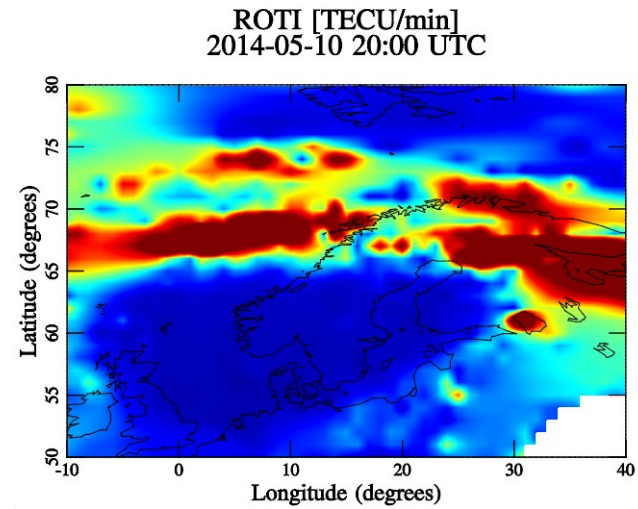 ROTI [TECU/min]
2014-05-10 20:00 UTC
80
75
70
65
60
55
50
Latitude (degrees)
-10 0 10 20 30 40
Longitude (degrees)